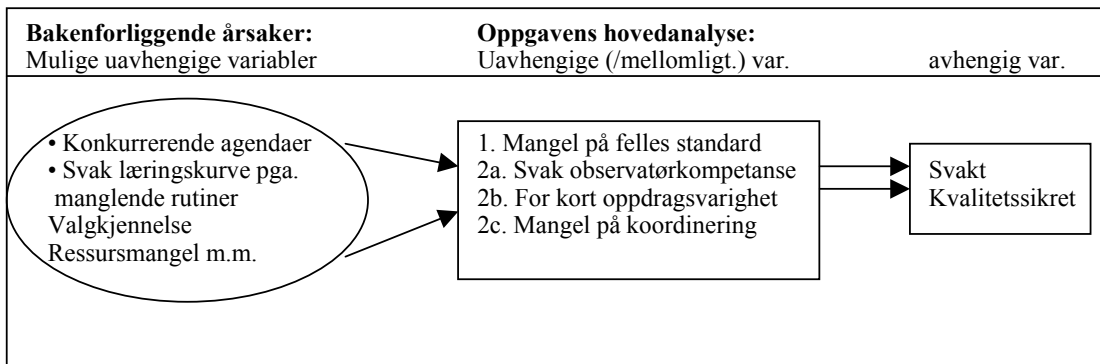 Bakenforliggende årsaker:
Mulige uavhengige variabler
Oppgavens hovedanalyse:
Uavhengige (/mellomligt.) var.
avhengig var.
• Konkurrerende agendaer
• Svak læringskurve pga.
manglende rutiner
Valgkjennelse
Ressursmangel m.m.
1. Mangel på felles standard
2a. Svak observatørkompetanse
2b. For kort oppdragsvarighet
2c. Mangel på koordinering
Svakt
Kvalitetssikret